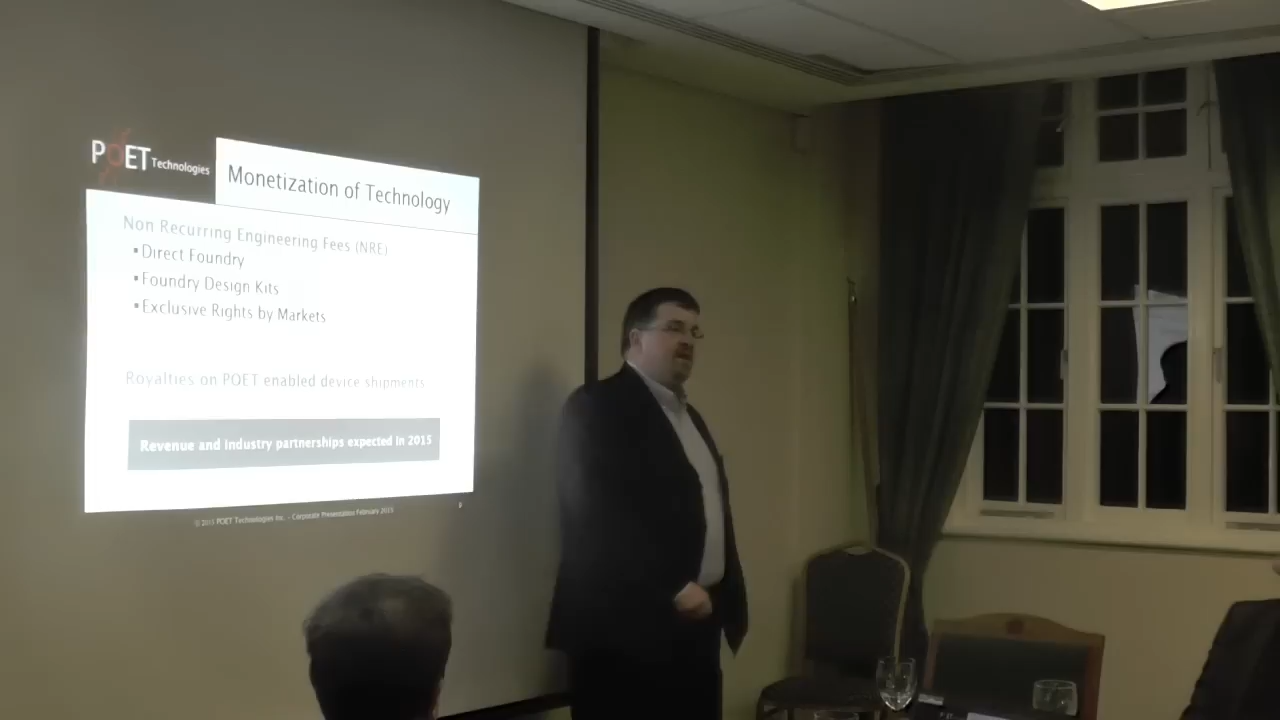 POET Technologies
Monetization of Technology
Non Recurring Engineering Fees (NRE)
▪Direct Foundry
▪Foundry Design Kits
▪Exclusive Rights by Markets
Royalties on POET enabled device shipments
Revenue and industry partnerships expected in 2015
© 2015 POET Technologies Inc. - Corporate Presentation February 2015